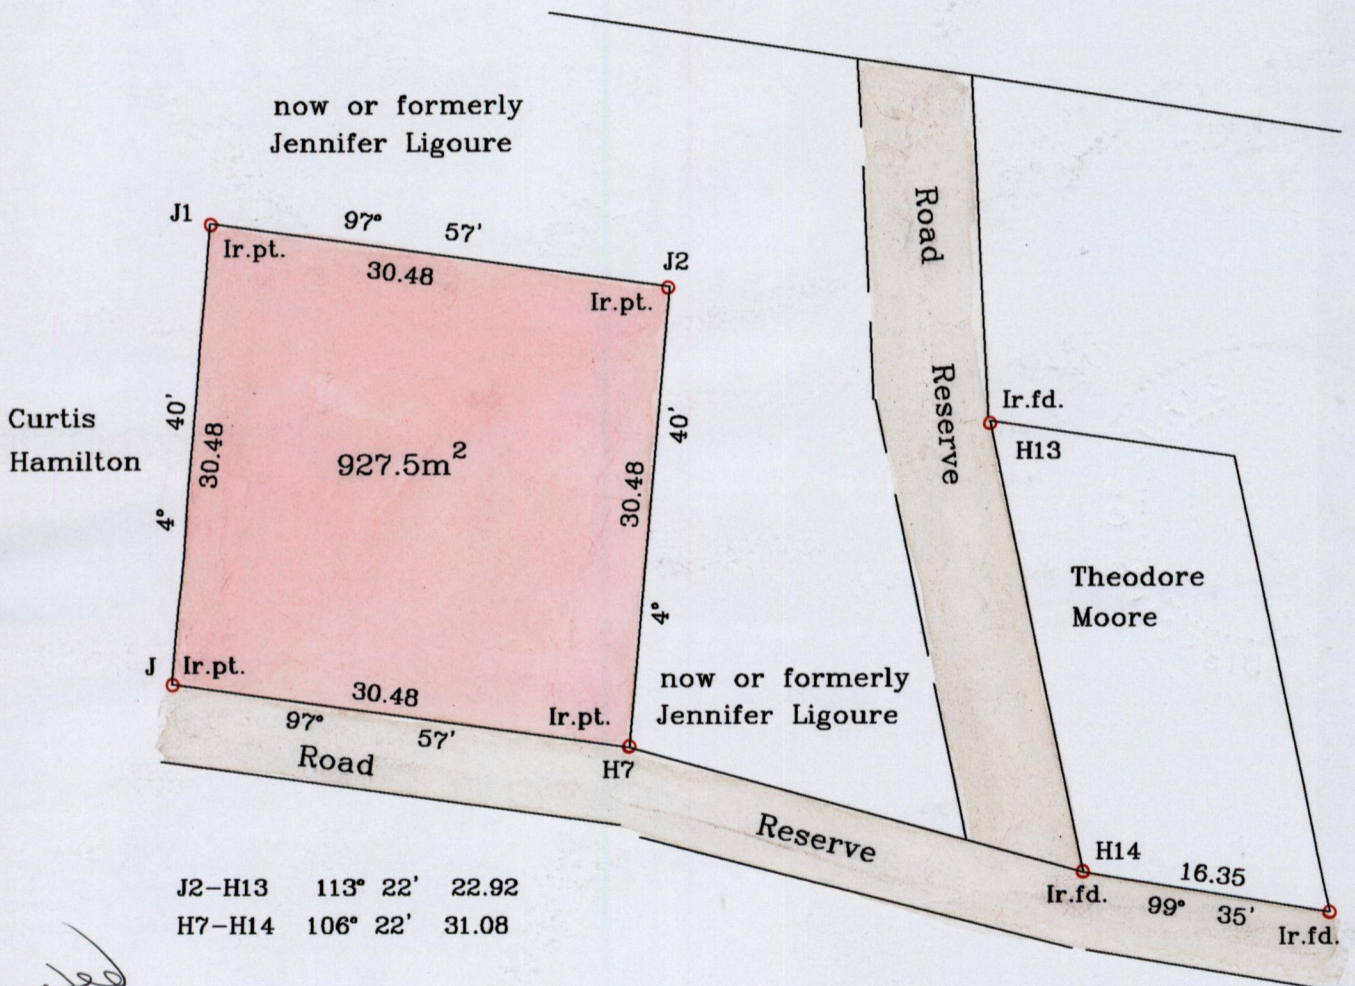 now or formerly
Jennifer Ligoure
J1
97° 57'
Ir.pt.
30.48
J2
Ir.pt.
Road
Reserve
Curtis
Hamilton
4° 40'
30.48
927.5m²
30.48
4° 40'
Ir.fd.
H13
Theodore
Moore
J Ir.pt.
30.48
97° 57'
Ir.pt.
H7
now or formerly
Jennifer Ligoure
Road
Reserve
H14
Ir.fd.
16.35
99° 35'
Ir.fd.
J2-H13 113° 22' 22.92
H7-H14 106° 22' 31.08